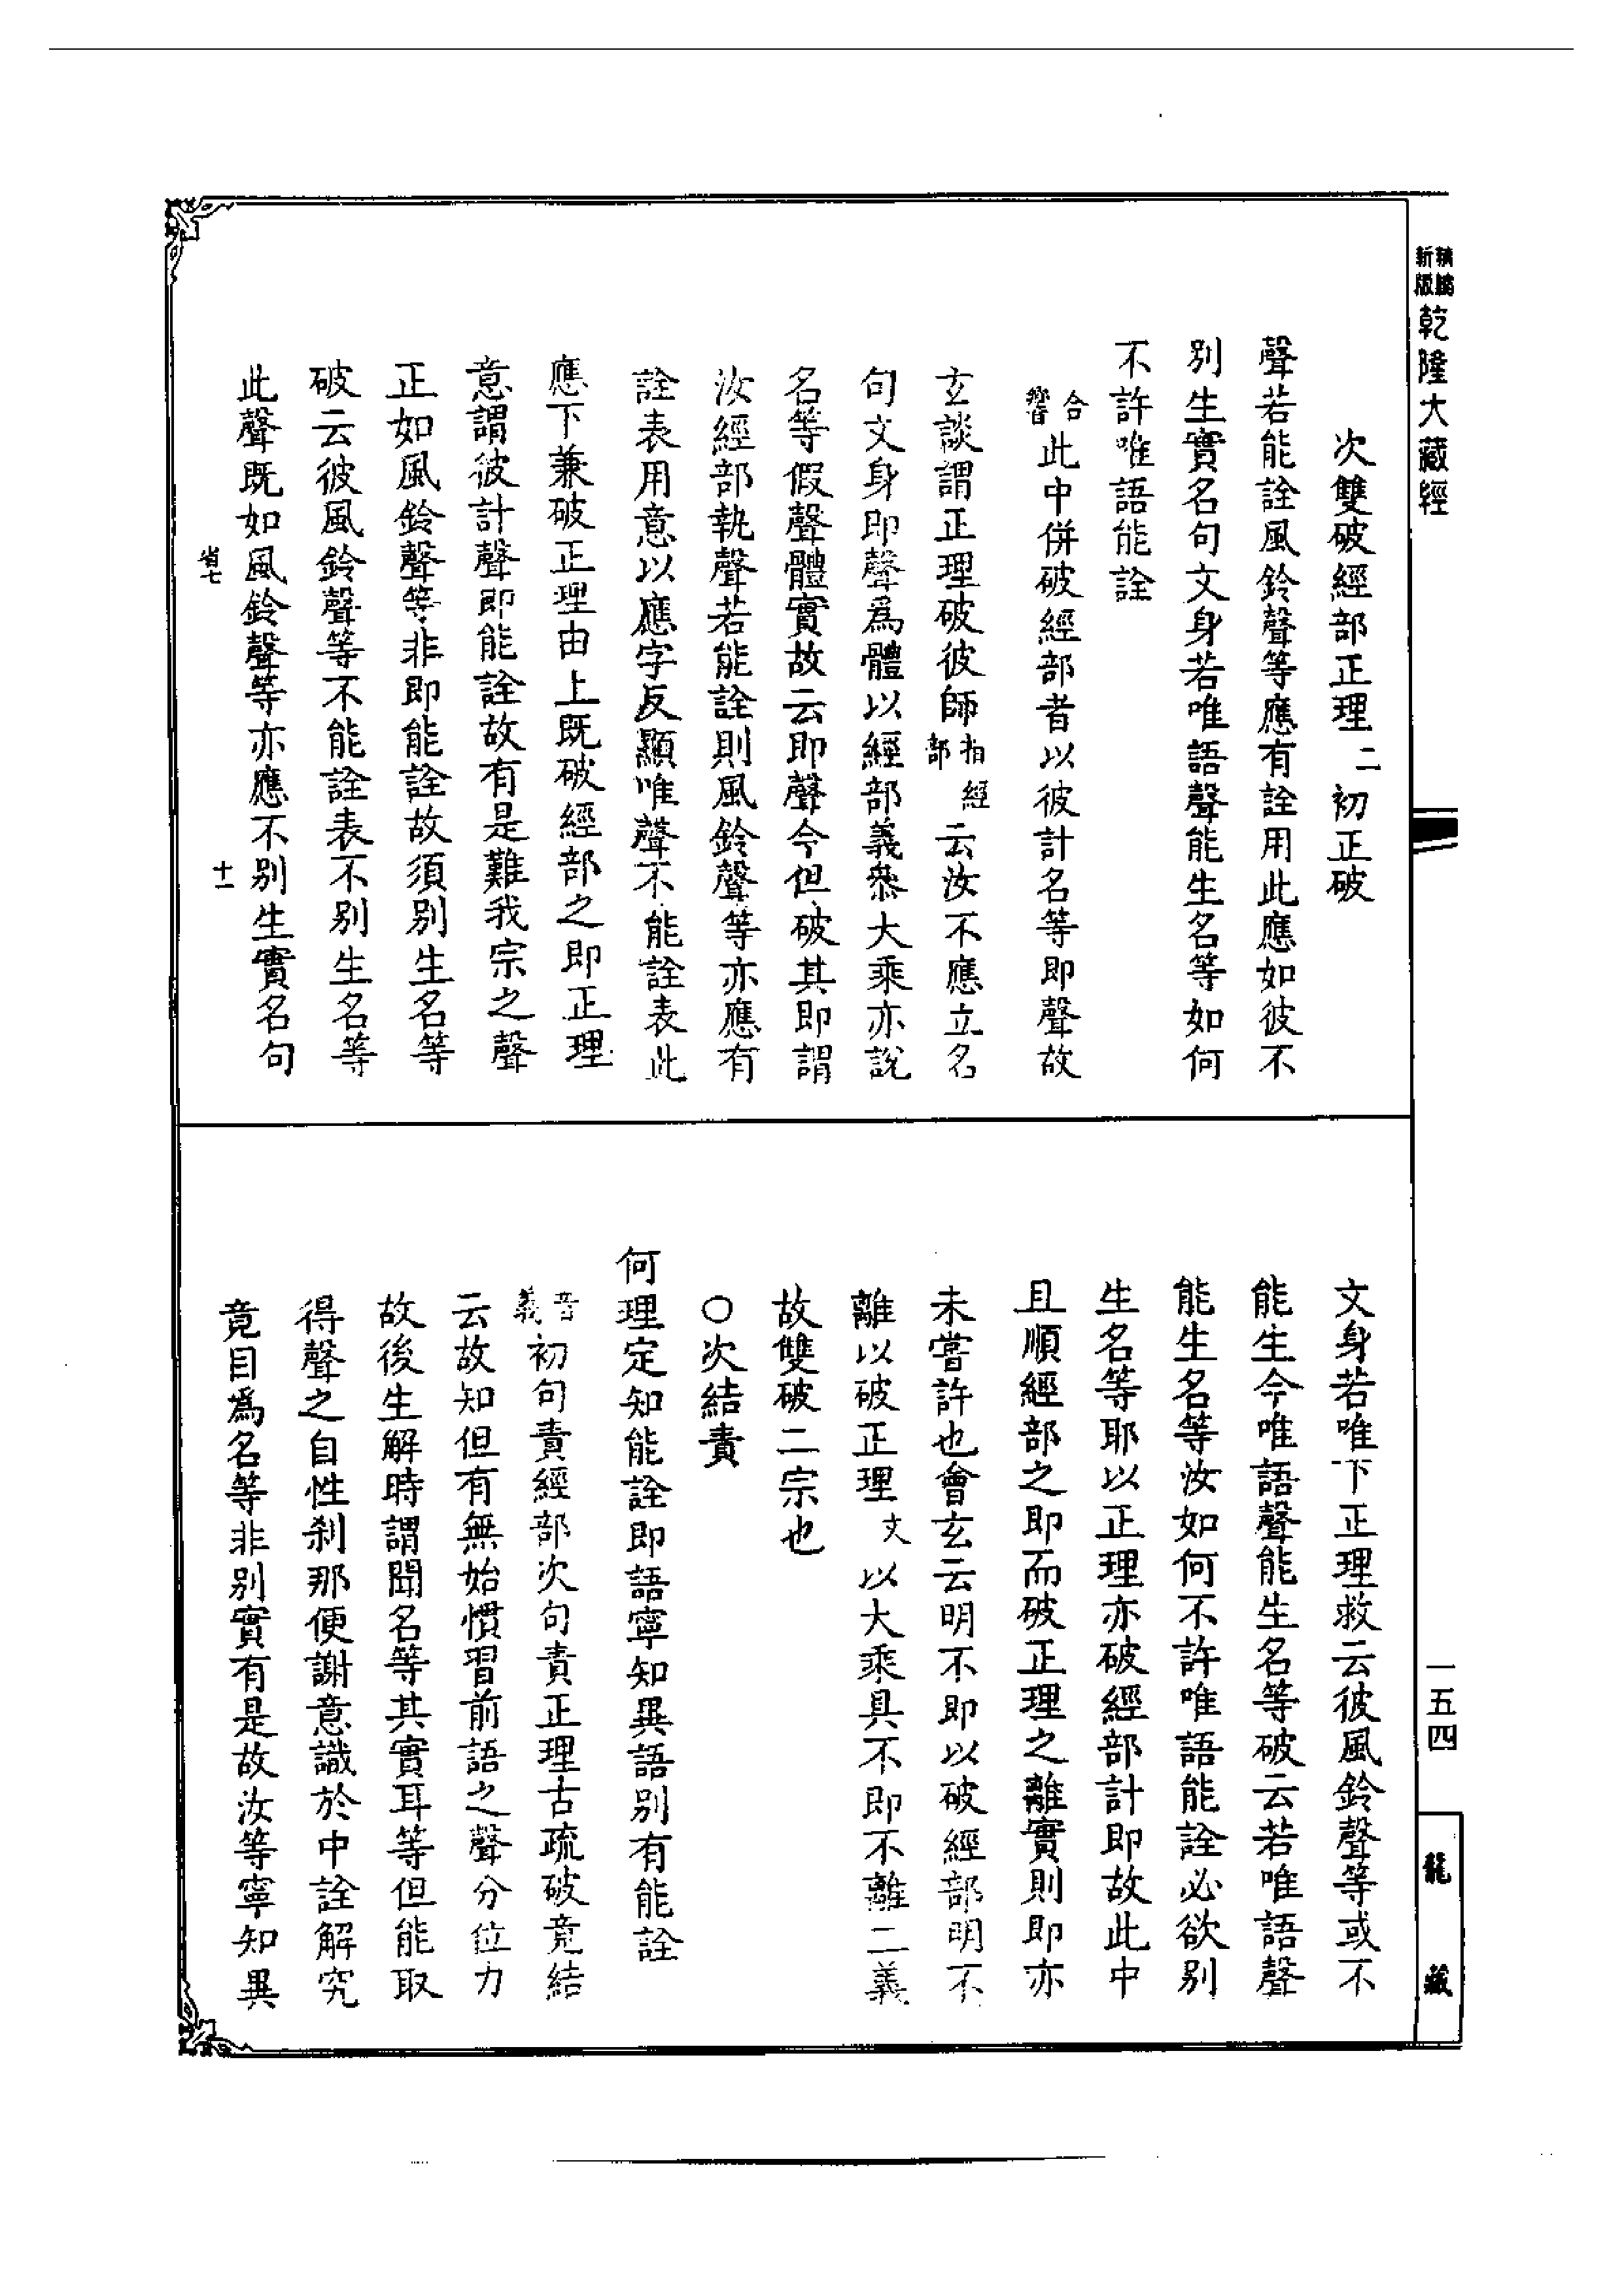 精編新版
乾隆大藏經
次雙破經部正理二初正破
聲若能詮風鈴聲等應有詮用此應如彼不
別生實名句文身若唯語聲能生名等如何
不許唯語能詮
合響此中併破經部者以彼計名等即聲故
玄談謂正理破彼師指經部云汝不應立名
句文身即聲爲體以經部義叅大乘亦說
名等假聲體實故云即聲今但破其即謂
汝經部執聲若能詮則風鈴聲等亦應有
詮表用意以應字反顯唯聲不能詮表此
應下兼破正理由上既破經部之即正理
意謂彼計聲即能詮故有是難我宗之聲
正如風鈴聲等非即能詮故須別生名等
破云彼風鈴聲等不能詮表不別生名等
此聲既如風鈴聲等亦應不別生實名句
省七
十一
文身若唯下正理救云彼風鈴聲等或不
能生今唯語聲能生名等破云若唯語聲
能生名等汝如何不許唯語能詮必欲別
生名等耶以正理亦破經部計即故此中
且順經部之即而破正理之離實則即亦
未嘗許也會玄云明不即以破經部明不
離以破正理文以大乘具不即不離二義
故雙破二宗也
○次結責
何理定知能詮即語寧知異語別有能詮
音義初句責經部次句責正理古疏破竟結
云故知但有無始慣習前語之聲分位力
故後生解時謂聞名等其實耳等但能取
得聲之自性刹那便謝意識於中詮解究
竟目爲名等非別實有是故汝等寧知異
一五四
龍
藏